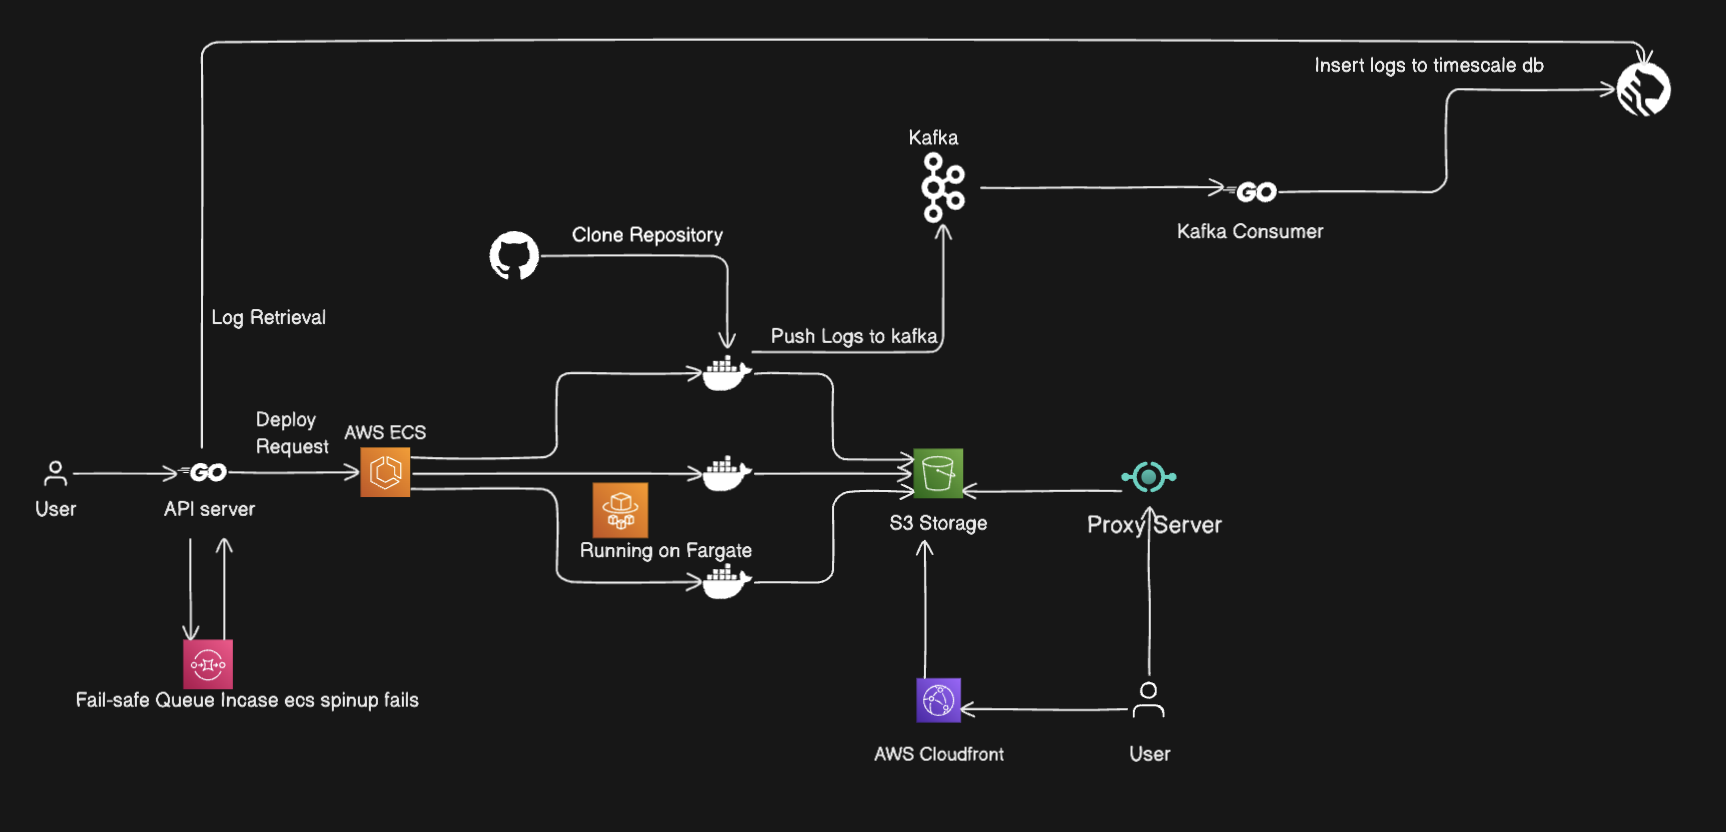 Insert logs to timescale db
Kafka
GO
Kafka Consumer
Clone Repository
Log Retrieval
Push Logs to kafka
Deploy
Request
AWS ECS
GO
User
API server
S3 Storage
Proxy Server
Running on Fargate
Fail-safe Queue Incase ecs spinup fails
AWS Cloudfront
User